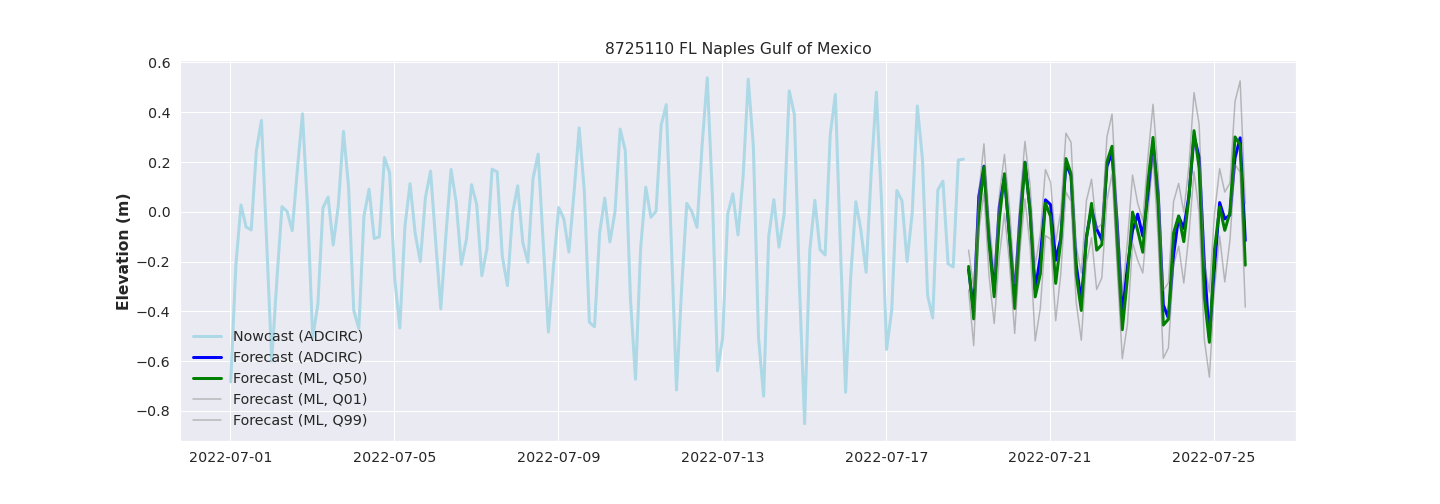 8725110 FL Naples Gulf of Mexico
0.6
0.4
0.2
0.0
−0.2
−0.4
−0.6
−0.8
Elevation (m)
Nowcast (ADCIRC)
Forecast (ADCIRC)
Forecast (ML, Q50)
Forecast (ML, Q01)
Forecast (ML, Q99)
2022-07-01
2022-07-05
2022-07-09
2022-07-13
2022-07-17
2022-07-21
2022-07-25